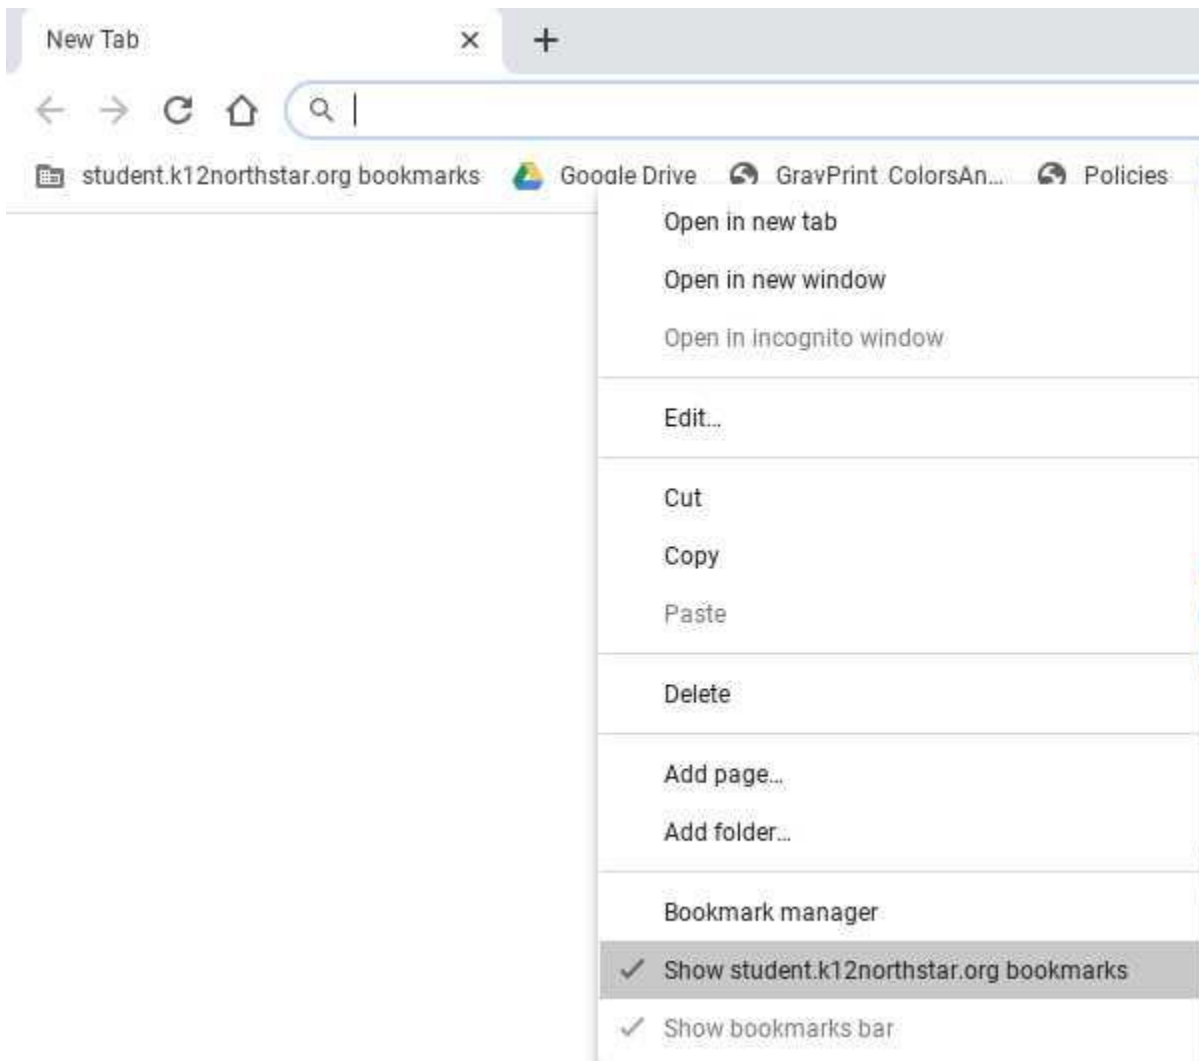 New Tab
student.k12northstar.org bookmarks Google Drive GrayPrint ColorsAn... Policies
Open in new tab
Open in new window
Open in incognito window
Edit...
Cut
Copy
Paste
Delete
Add page...
Add folder...
Bookmark manager
Show student.k12northstar.org bookmarks
Show bookmarks bar